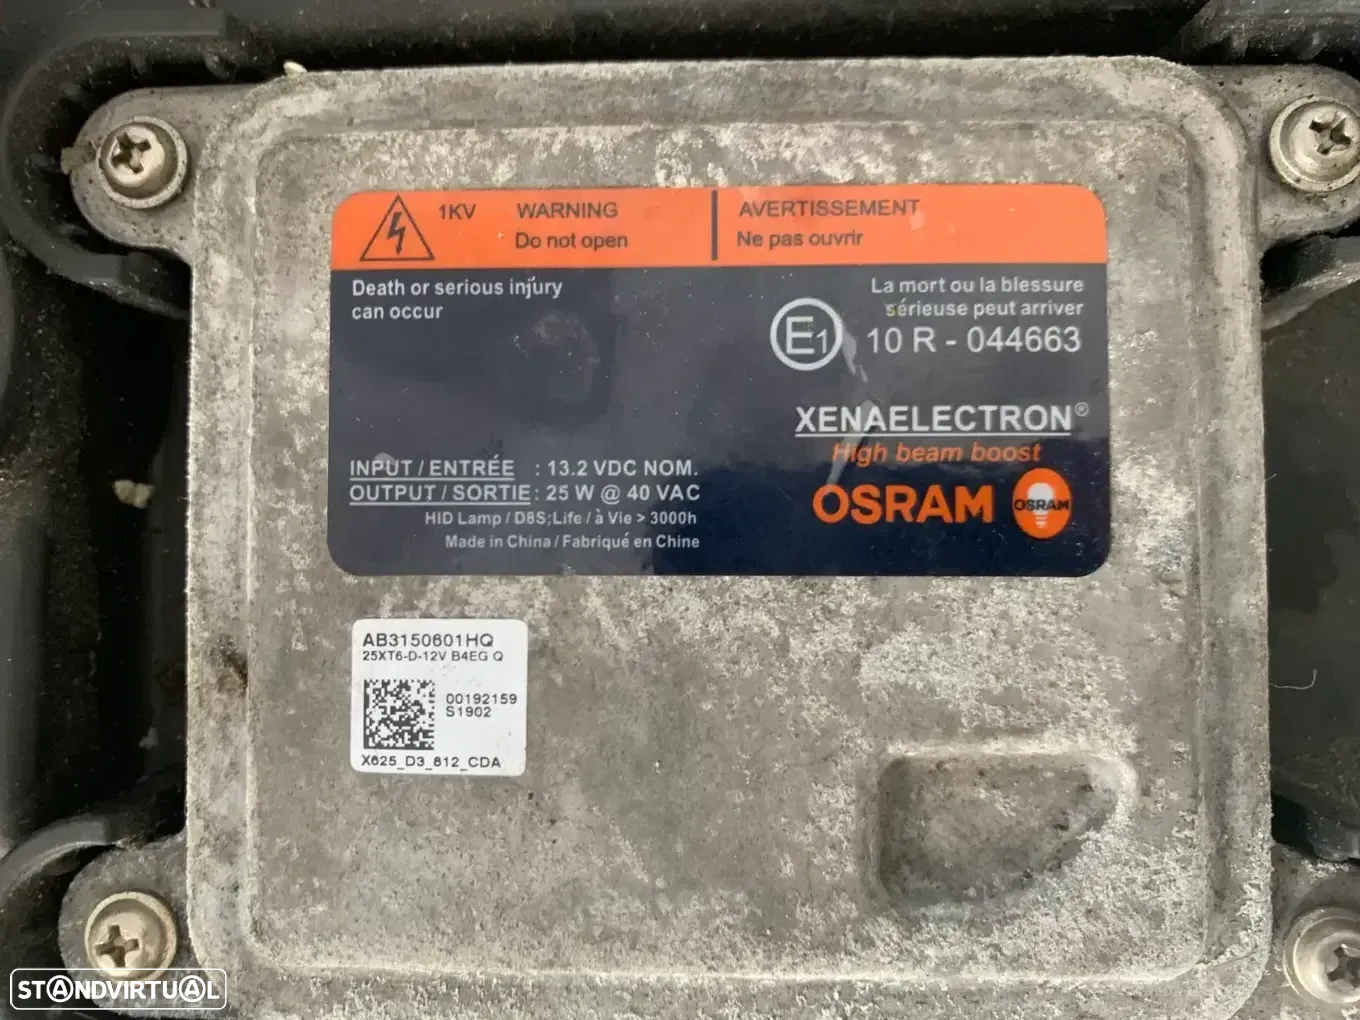 1KV WARNING
Do not open
AVERTISSEMENT
Ne pas ouvrir
Death or serious injury
can occur
La mort ou la blessure
sérieuse peut arriver
E1 10 R - 044663
XENAELECTRON®
High beam boost
OSRAM OSRAM
INPUT / ENTRÉE : 13.2 VDC NOM.
OUTPUT / SORTIE : 25 W @ 40 VAC
HID Lamp / D8S;Life / à Vie > 3000h
Made in China / Fabriqué en Chine
AB3150601HQ
25XT6-D-12V B4EG Q
00192159
S1902
X625_D3_812_CDA
STANDVIRTUAL